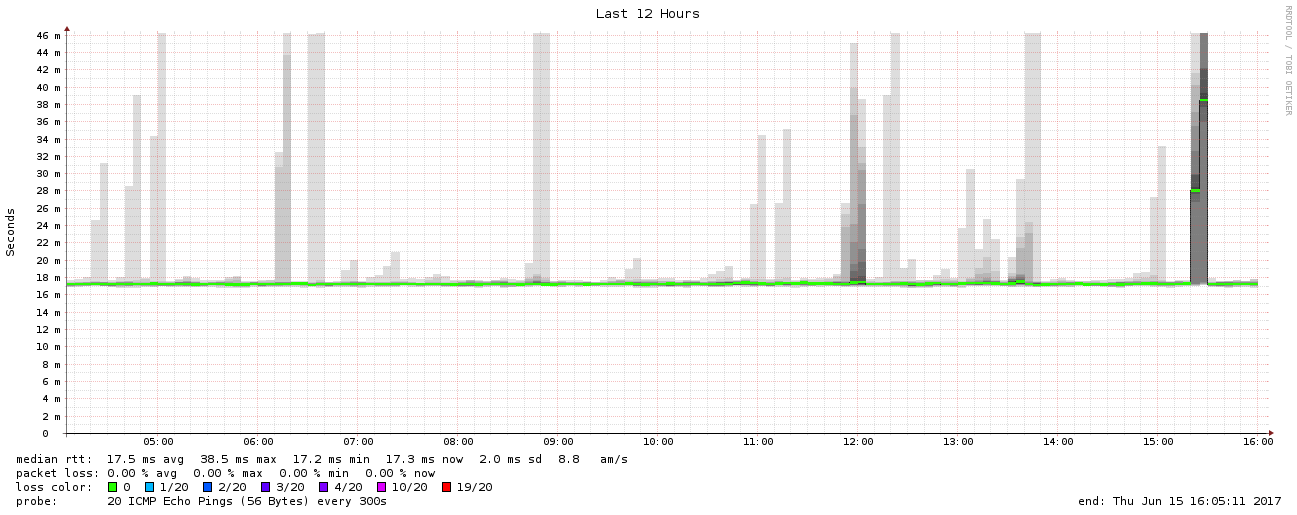 Last 12 Hours
RRDTOOL / TOBI OETIKER
Seconds
46 m
44 m
42 m
40 m
38 m
36 m
34 m
32 m
30 m
28 m
26 m
24 m
22 m
20 m
18 m
16 m
14 m
12 m
10 m
8 m
6 m
4 m
2 m
0
05:00 06:00 07:00 08:00 09:00 10:00 11:00 12:00 13:00 14:00 15:00 16:00
median rtt: 17.5 ms avg 38.5 ms max 17.2 ms min 17.3 ms now 2.0 ms sd 8.8 am/s
packet loss: 0.00 % avg 0.00 % max 0.00 % min 0.00 % now
loss color: 0 1/20 2/20 3/20 4/20 10/20 19/20
probe: 20 ICMP Echo Pings (56 Bytes) every 300s end: Thu Jun 15 16:05:11 2017